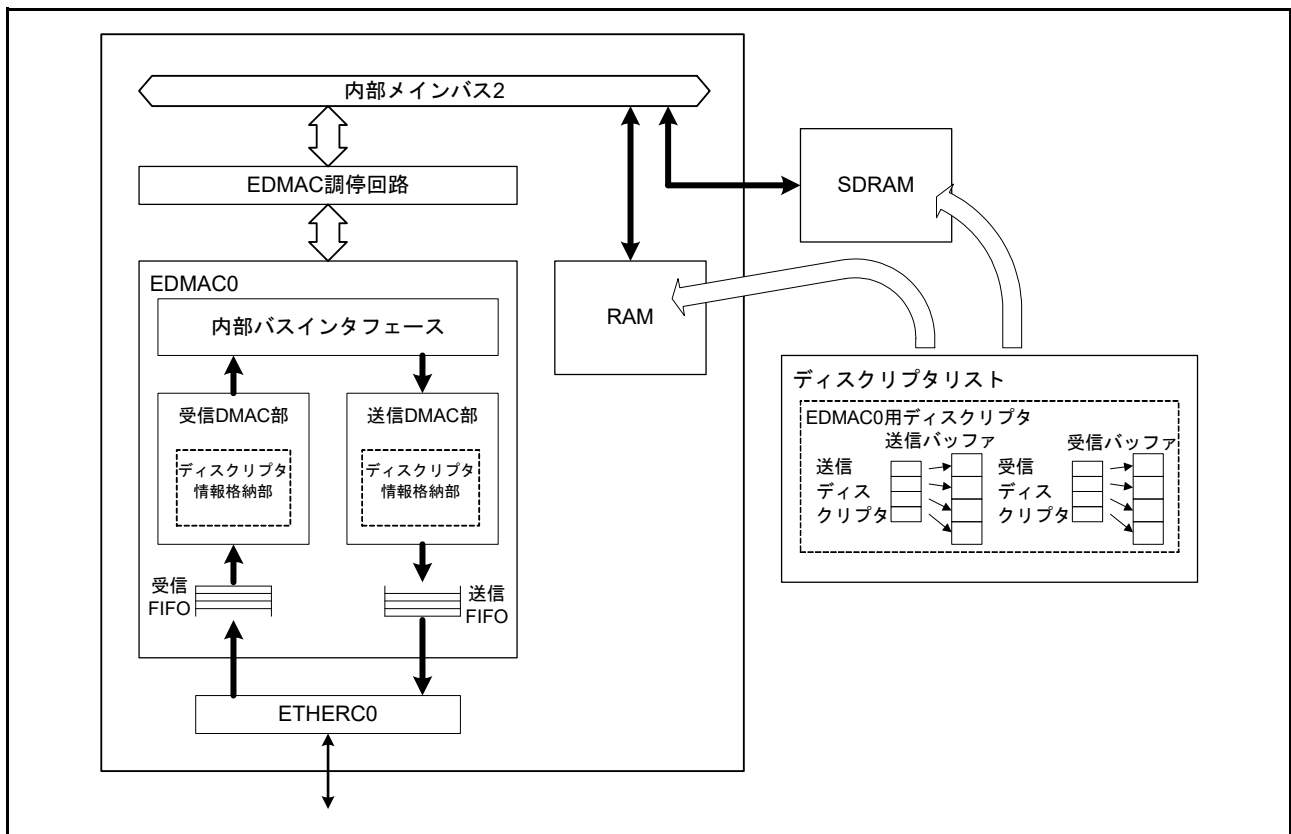 内部メインバス2
EDMAC調停回路
SDRAM
EDMAC0
内部バスインタフェース
RAM
受信DMAC部
ディスクリプタ
情報格納部
送信DMAC部
ディスクリプタ
情報格納部
受信
FIFO
送信
FIFO
ETHERC0
ディスクリプタリスト
EDMAC0用ディスクリプタ
送信バッファ
送信
ディス
クリプタ
受信バッファ
受信
ディス
クリプタ